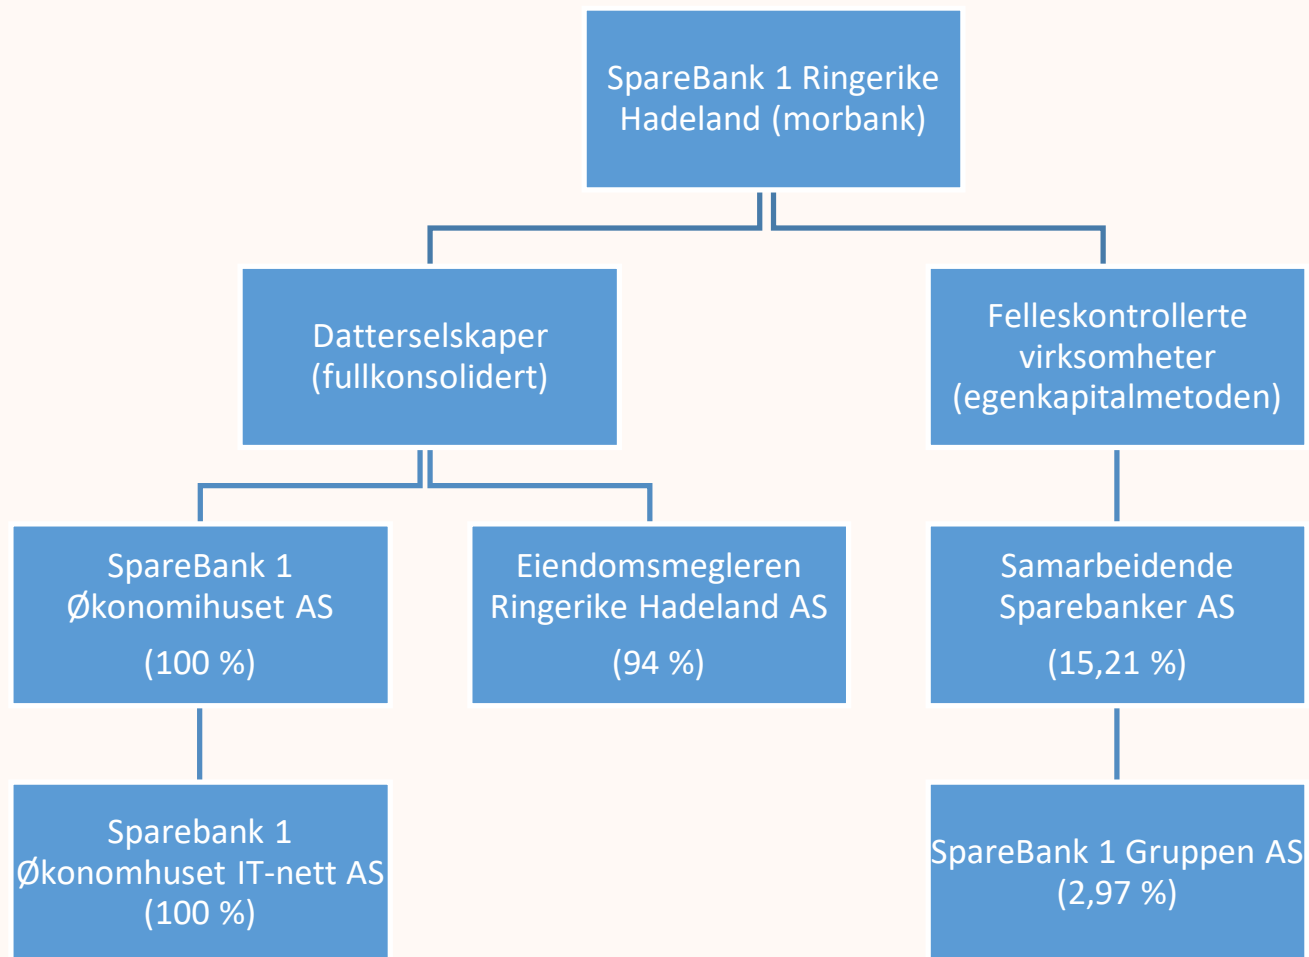 SpareBank 1 Ringerike
Hadeland (morbank)
Datterselskaper
(fullkonsolidert)
Felleskontrollerte
virksomheter
(egenkapitalmetoden)
SpareBank 1
Økonomihuset AS
(100 %)
Eiendomsmegleren
Ringerike Hadeland AS
(94 %)
Samarbeidende
Sparebanker AS
(15,21 %)
Sparebank 1
Økonomhuset IT-nett AS
(100 %)
SpareBank 1 Gruppen AS
(2,97 %)